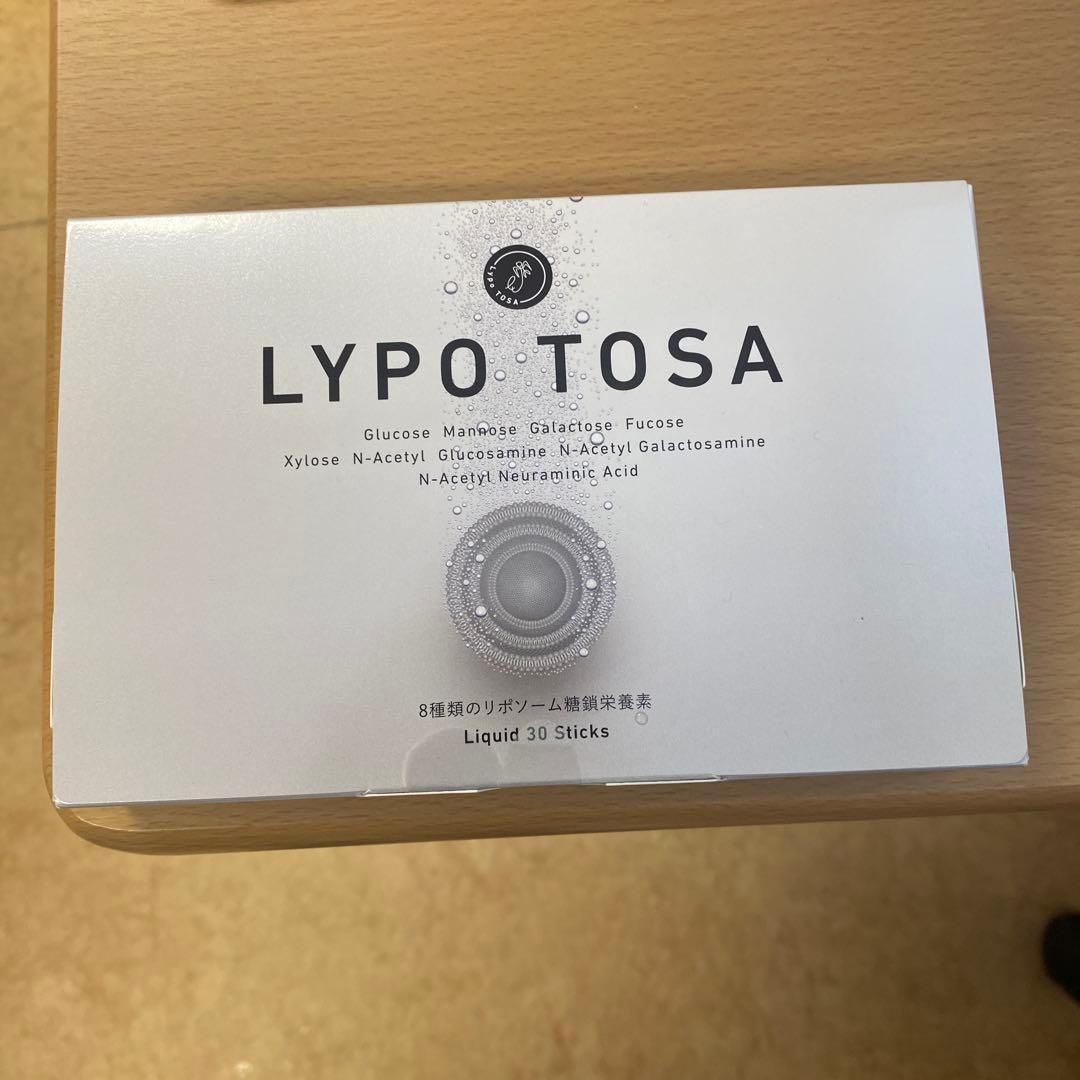 Lypo TOSA
LYPO TOSA
Glucose Mannose Galactose Fucose
Xylose N-Acetyl Glucosamine N-Acetyl Galactosamine
N-Acetyl Neuraminic Acid
8種類のリポソーム糖鎖栄養素
Liquid 30 Sticks